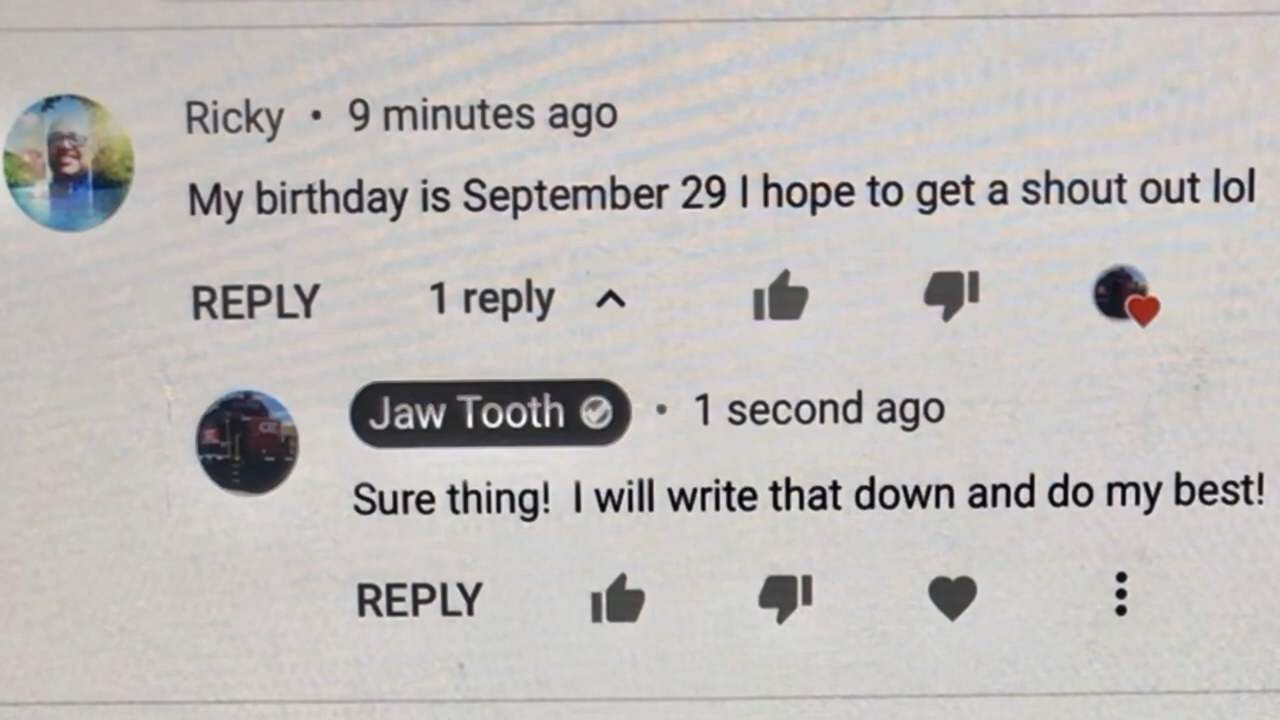 Ricky • 9 minutes ago
My birthday is September 29 I hope to get a shout out lol
REPLY 1 reply
Jaw Tooth • 1 second ago
Sure thing! I will write that down and do my best!
REPLY